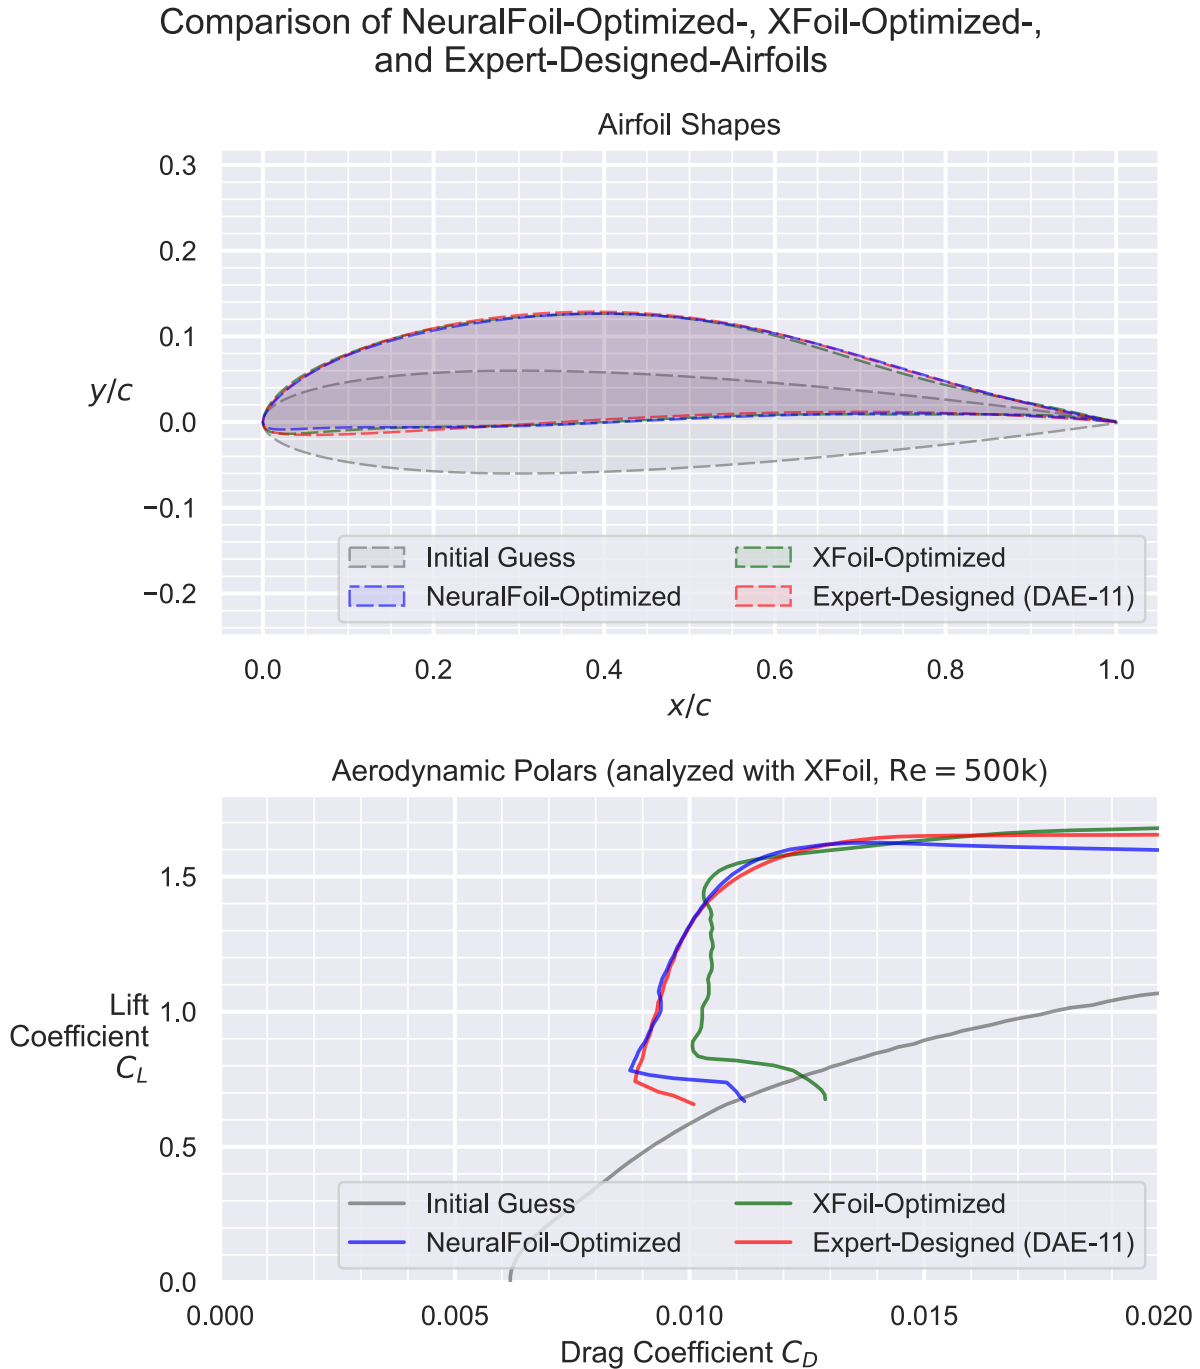 Comparison of NeuralFoil-Optimized-, XFoil-Optimized-,
and Expert-Designed-Airfoils
Airfoil Shapes
0.3
0.2
0.1
y/c
0.0
−0.1
−0.2
Initial Guess
XFoil-Optimized
NeuralFoil-Optimized
Expert-Designed (DAE-11)
0.0 0.2 0.4 0.6 0.8 1.0
x/c
Aerodynamic Polars (analyzed with XFoil, Re = 500k)
1.5
1.0
Lift
Coefficient
C_L
0.5
0.0
Initial Guess
XFoil-Optimized
NeuralFoil-Optimized
Expert-Designed (DAE-11)
0.000 0.005 0.010 0.015 0.020
Drag Coefficient C_D